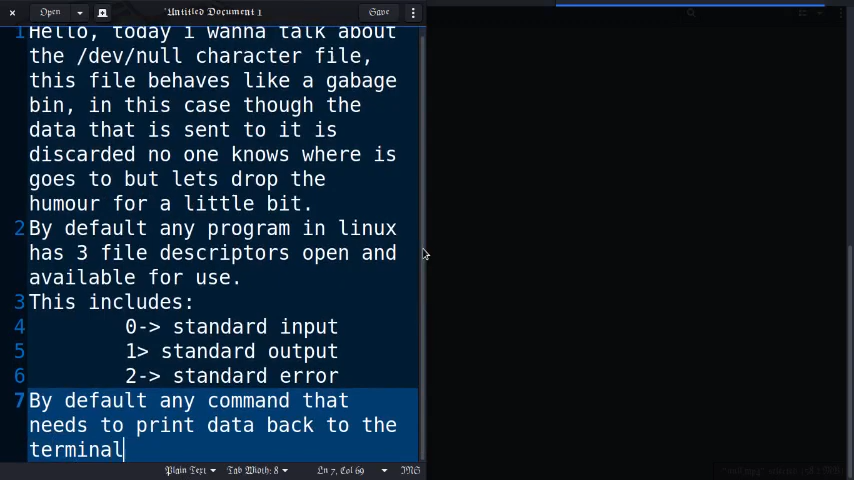 Open
Untitled Document 1
Save
1 Hello, today i wanna talk about
the /dev/null character file,
this file behaves like a gabage
bin, in this case though the
data that is sent to it is
discarded no one knows where is
goes to but lets drop the
humour for a little bit.
2 By default any program in linux
has 3 file descriptors open and
available for use.
3 This includes:
4 0-> standard input
5 1> standard output
6 2-> standard error
7 By default any command that
needs to print data back to the
terminal
Plain Text Tab Width: 8 Ln 7, Col 69 INS